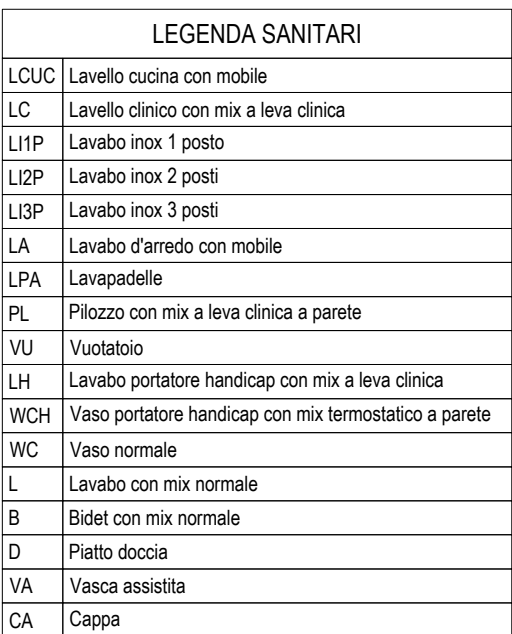 LEGENDA SANITARI
LCUC Lavello cucina con mobile
LC Lavello clinico con mix a leva clinica
LI1P Lavabo inox 1 posto
LI2P Lavabo inox 2 posti
LI3P Lavabo inox 3 posti
LA Lavabo d'arredo con mobile
LPA Lavapadelle
PL Pilozzo con mix a leva clinica a parete
VU Vuotatoio
LH Lavabo portatore handicap con mix a leva clinica
WCH Vaso portatore handicap con mix termostatico a parete
WC Vaso normale
L Lavabo con mix normale
B Bidet con mix normale
D Piatto doccia
VA Vasca assistita
CA Cappa